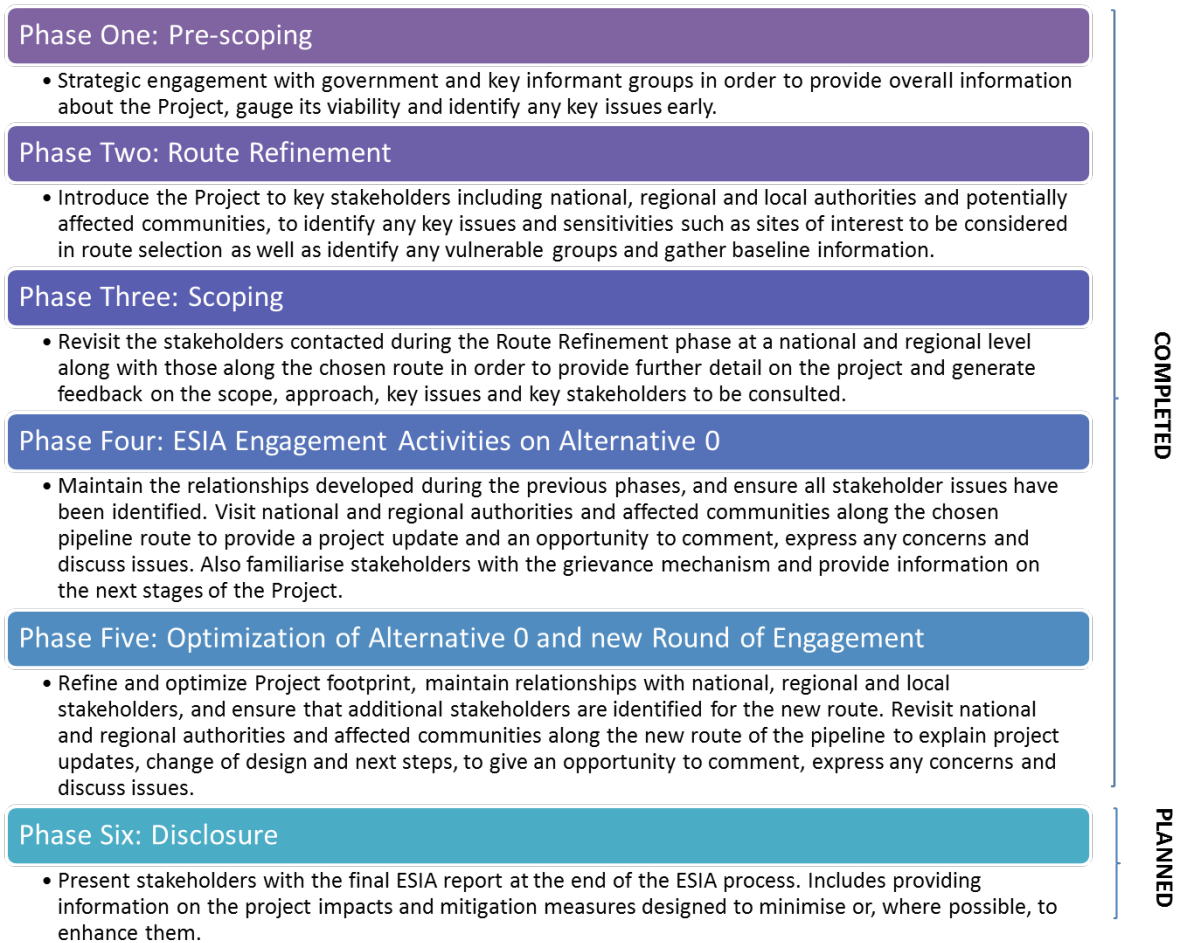 Phase One: Pre-scoping
• Strategic engagement with government and key informant groups in order to provide overall information
about the Project, gauge its viability and identify any key issues early.
Phase Two: Route Refinement
• Introduce the Project to key stakeholders including national, regional and local authorities and potentially
affected communities, to identify any key issues and sensitivities such as sites of interest to be considered
in route selection as well as identify any vulnerable groups and gather baseline information.
Phase Three: Scoping
• Revisit the stakeholders contacted during the Route Refinement phase at a national and regional level
along with those along the chosen route in order to provide further detail on the project and generate
feedback on the scope, approach, key issues and key stakeholders to be consulted.
Phase Four: ESIA Engagement Activities on Alternative 0
• Maintain the relationships developed during the previous phases, and ensure all stakeholder issues have
been identified. Visit national and regional authorities and affected communities along the chosen
pipeline route to provide a project update and an opportunity to comment, express any concerns and
discuss issues. Also familiarise stakeholders with the grievance mechanism and provide information on
the next stages of the Project.
Phase Five: Optimization of Alternative 0 and new Round of Engagement
• Refine and optimize Project footprint, maintain relationships with national, regional and local
stakeholders, and ensure that additional stakeholders are identified for the new route. Revisit national
and regional authorities and affected communities along the new route of the pipeline to explain project
updates, change of design and next steps, to give an opportunity to comment, express any concerns and
discuss issues.
COMPLETED
Phase Six: Disclosure
• Present stakeholders with the final ESIA report at the end of the ESIA process. Includes providing
information on the project impacts and mitigation measures designed to minimise or, where possible, to
enhance them.
PLANNED